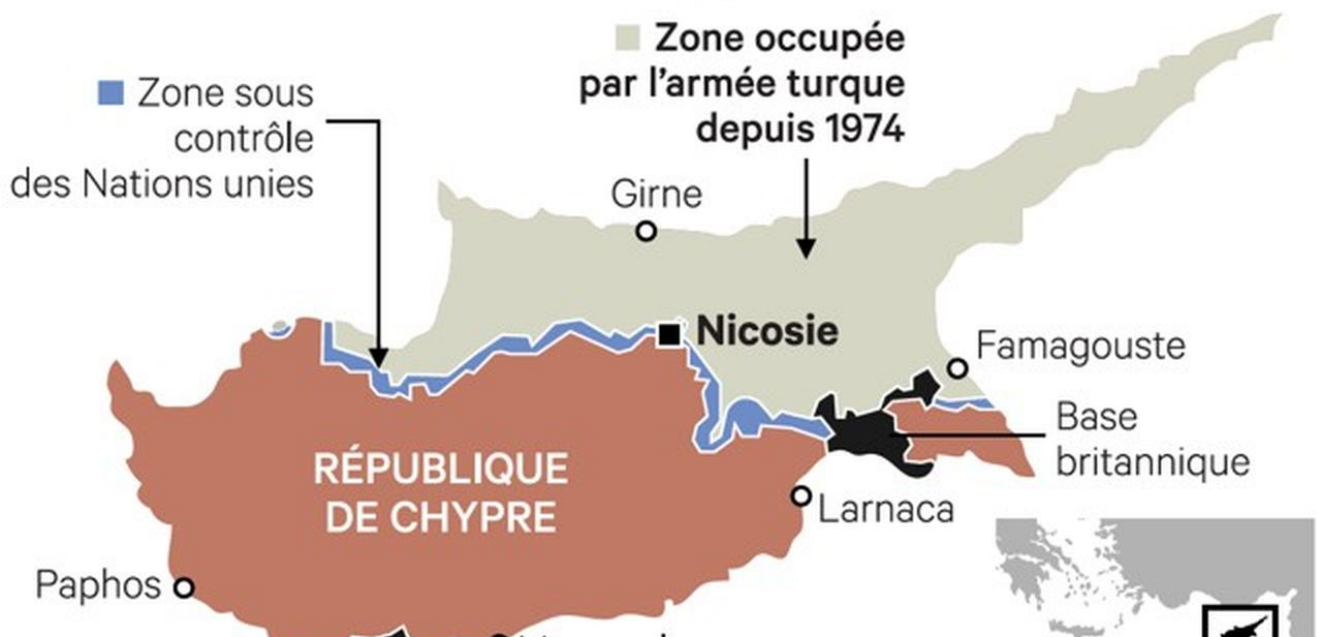 Zone occupée
par l'armée turque
depuis 1974
Zone sous
contrôle
des Nations unies
Girne
Nicosie
Famagouste
Base
britannique
RÉPUBLIQUE
DE CHYPRE
Larnaca
Paphos